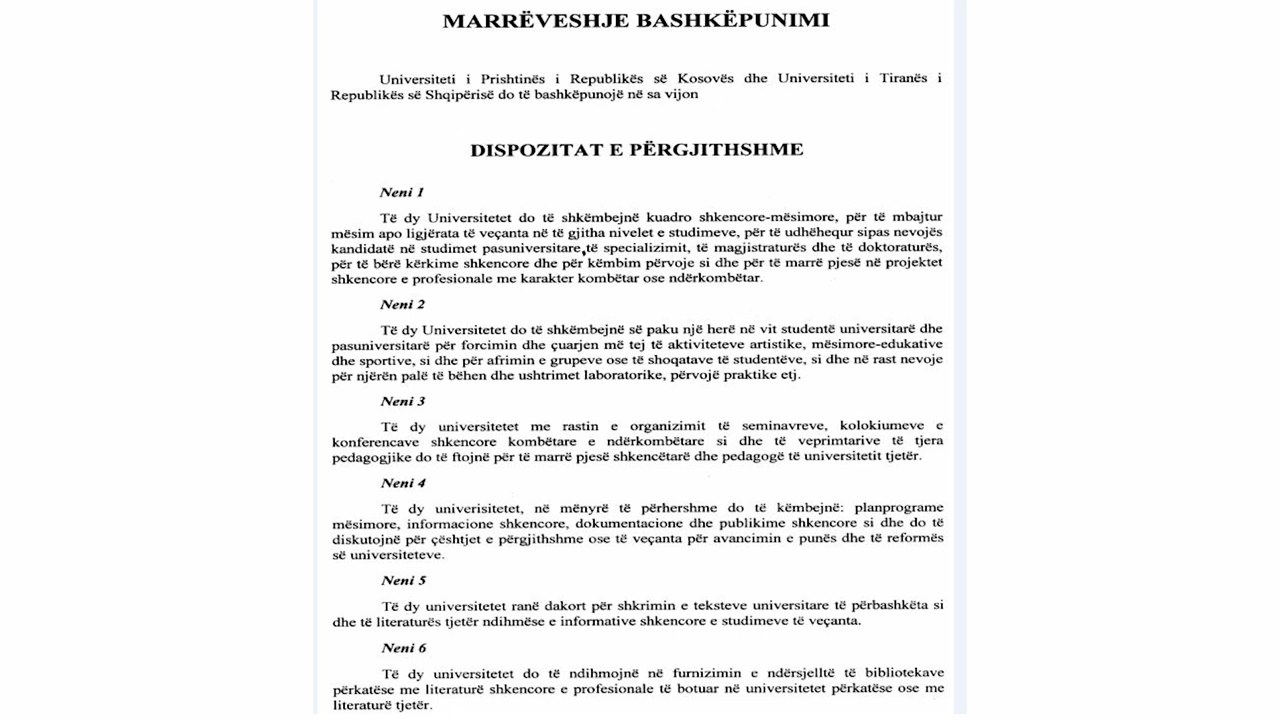 MARRËVESHJE BASHKËPUNIMI
Universiteti i Prishtinës i Republikës së Kosovës dhe Universiteti i Tiranës i
Republikës së Shqipërisë do të bashkëpunojë në sa vijon
DISPOZITAT E PËRGJITHSHME
Neni 1
Të dy Universitetet do të shkëmbejnë kuadro shkencore-mësimore, për të mbajtur
mësim apo ligjërata të veçanta në të gjitha nivelet e studimeve, për të udhëhequr sipas nevojës
kandidatë në studimet pasuniversitare,të specializimit, të magjistraturës dhe të doktoraturës,
për të bërë kërkime shkencore dhe për këmbim përvoje si dhe për të marrë pjesë në projektet
shkencore e profesionale me karakter kombëtar ose ndërkombëtar.
Neni 2
Të dy Universitetet do të shkëmbejnë së paku një herë në vit studentë universitarë dhe
pasuniversitarë për forcimin dhe çuarjen më tej të aktiviteteve artistike, mësimore-edukative
dhe sportive, si dhe për afrimin e grupeve ose të shoqatave të studentëve, si dhe në rast nevoje
për njërën palë të bëhen dhe ushtrimet laboratorike, përvojë praktike etj.
Neni 3
Të dy universitetet me rastin e organizimit të seminavreve, kolokiumeve e
konferencave shkencore kombëtare e ndërkombëtare si dhe të veprimtarive të tjera
pedagogjike do të ftojnë për të marrë pjesë shkencëtarë dhe pedagogë të universitetit tjetër.
Neni 4
Të dy univerisitetet, në mënyrë të përhershme do të këmbejnë: planprograme
mësimore, informacione shkencore, dokumentacione dhe publikime shkencore si dhe do të
diskutojnë për çështjet e përgjithshme ose të veçanta për avancimin e punës dhe të reformës
së universiteteve.
Neni 5
Të dy universitetet ranë dakort për shkrimin e teksteve universitare të përbashkëta si
dhe të literaturës tjetër ndihmëse e informative shkencore e studimeve të veçanta.
Neni 6
Të dy universitetet do të ndihmojnë në furnizimin e ndërsjelltë të bibliotekave
përkatëse me literaturë shkencore e profesionale të botuar në universitetet përkatëse ose me
literaturë tjetër.